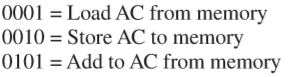 0001 = Load AC from memory
0010 = Store AC to memory
0101 = Add to AC from memory